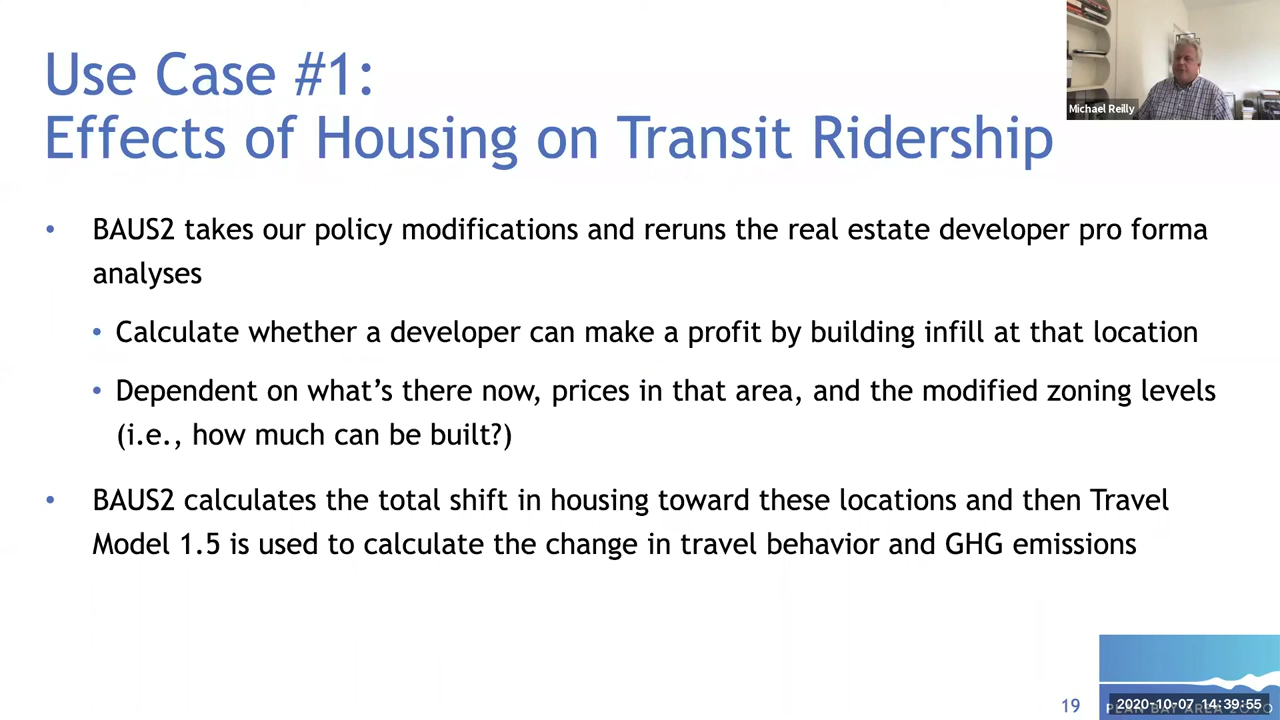 Use Case #1:
Effects of Housing on Transit Ridership
Michael Reilly
• BAUS2 takes our policy modifications and reruns the real estate developer pro forma
analyses
• Calculate whether a developer can make a profit by building infill at that location
• Dependent on what’s there now, prices in that area, and the modified zoning levels
(i.e., how much can be built?)
• BAUS2 calculates the total shift in housing toward these locations and then Travel
Model 1.5 is used to calculate the change in travel behavior and GHG emissions
19
PLAN BAY AREA 2050
2020-10-07 14:39:55